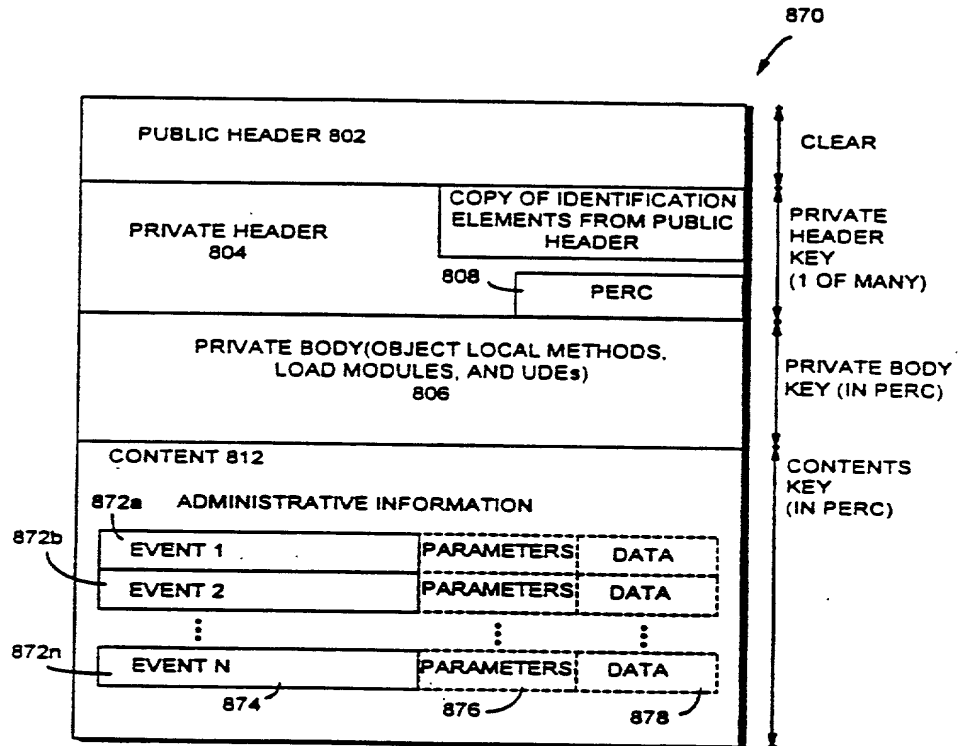 870
PUBLIC HEADER 802
CLEAR
COPY OF IDENTIFICATION
ELEMENTS FROM PUBLIC
HEADER
PRIVATE HEADER
804
808
PERC
PRIVATE
HEADER
KEY
(1 OF MANY)
PRIVATE BODY(OBJECT LOCAL METHODS,
LOAD MODULES, AND UDEs)
806
PRIVATE BODY
KEY (IN PERC)
CONTENT 812
CONTENTS
KEY
(IN PERC)
872a ADMINISTRATIVE INFORMATION
872b
EVENT 1 PARAMETERS DATA
EVENT 2 PARAMETERS DATA
872n
EVENT N PARAMETERS DATA
874 876 878